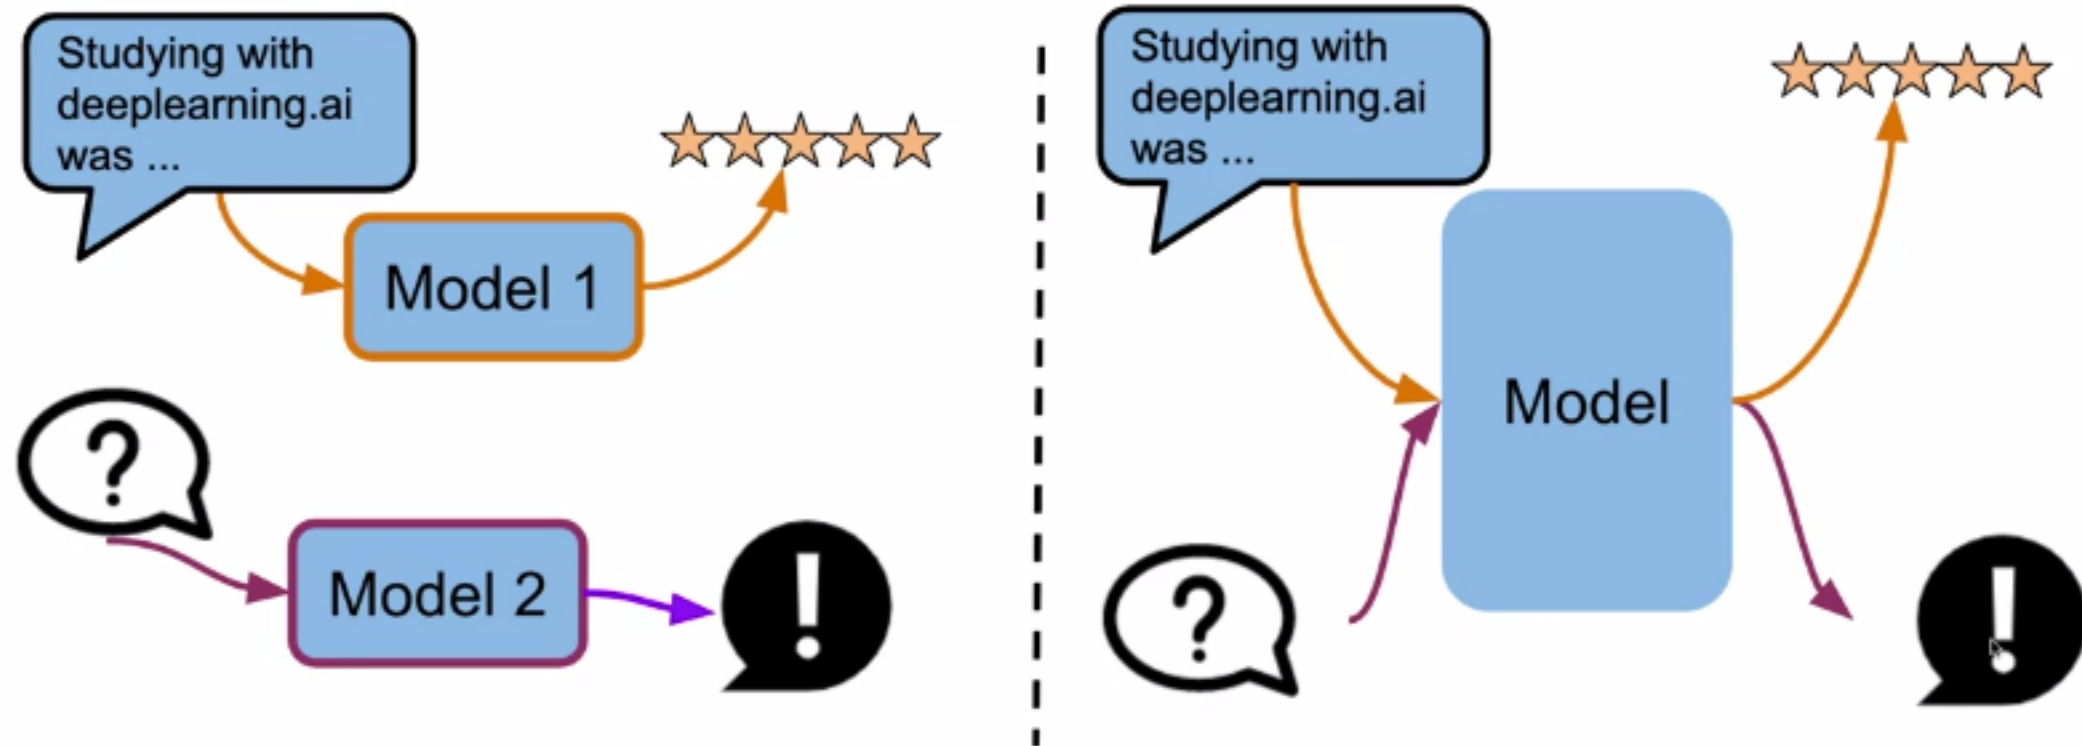 Studying with
deeplearning.ai
was ...
Model 1
?
Model 2
!
Studying with
deeplearning.ai
was ...
Model
?
!